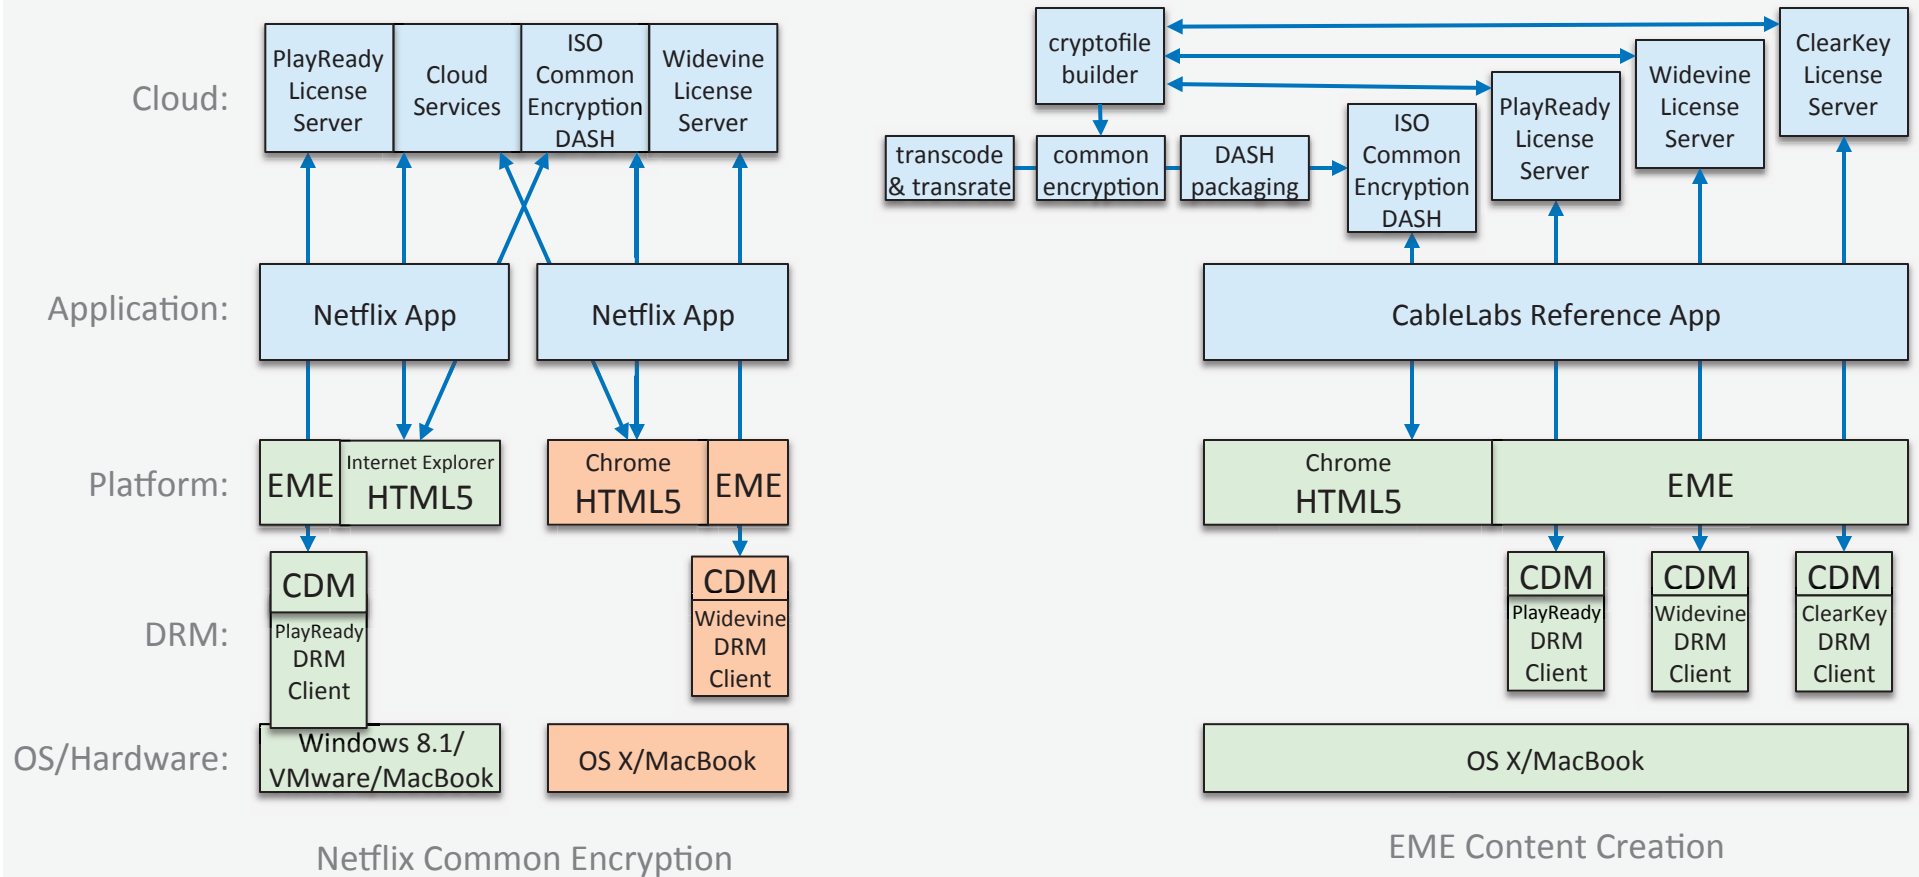 Cloud:
PlayReady
License
Server
Cloud
Services
ISO
Common
Encryption
DASH
Widevine
License
Server
Application:
Netflix App
Netflix App
Platform:
EME
Internet Explorer
HTML5
Chrome
HTML5
EME
DRM:
CDM
PlayReady
DRM
Client
CDM
Widevine
DRM
Client
OS/Hardware:
Windows 8.1/
VMware/MacBook
OS X/MacBook
Netflix Common Encryption
cryptofile
builder
transcode
& transrate
common
encryption
DASH
packaging
ISO
Common
Encryption
DASH
PlayReady
License
Server
Widevine
License
Server
ClearKey
License
Server
CableLabs Reference App
Chrome
HTML5
EME
CDM
PlayReady
DRM
Client
CDM
Widevine
DRM
Client
CDM
ClearKey
DRM
Client
OS X/MacBook
EME Content Creation